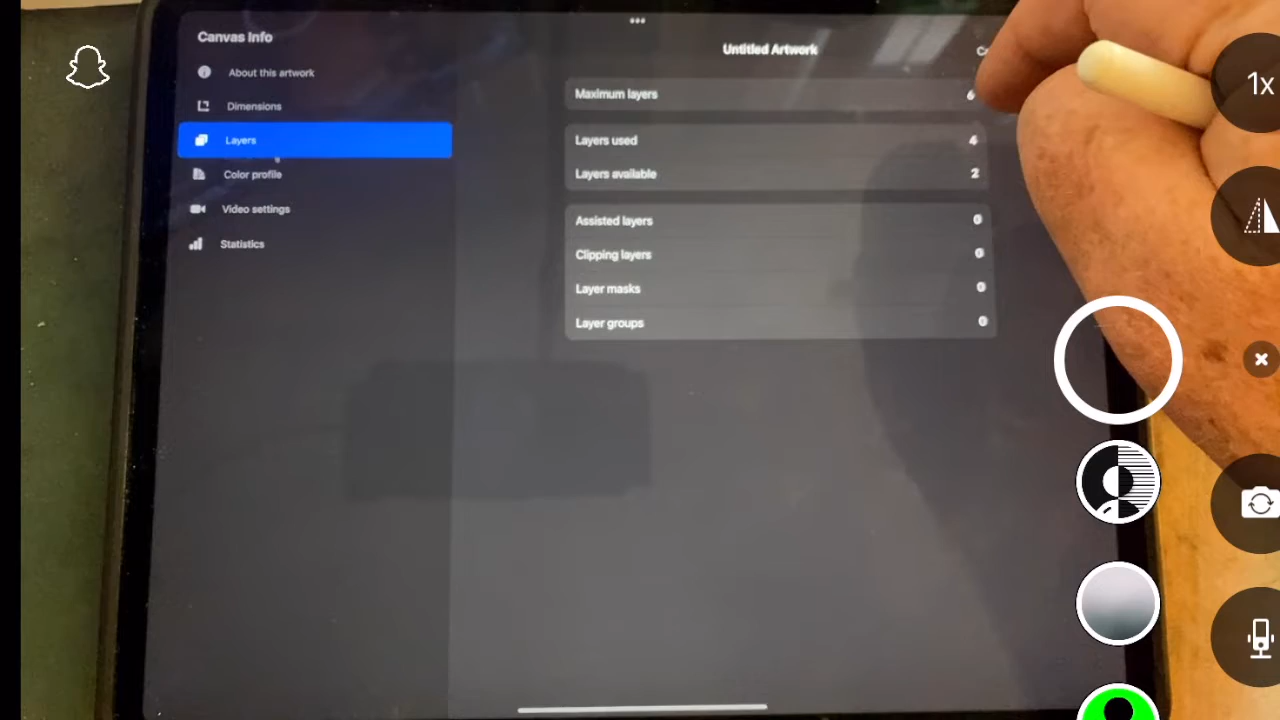 Canvas Info
About this artwork
Dimensions
Layers
Color profile
Video settings
Statistics
Untitled Artwork
Maximum layers 6
Layers used 4
Layers available 2
Assisted layers 0
Clipping layers 0
Layer masks 0
Layer groups 0
1x